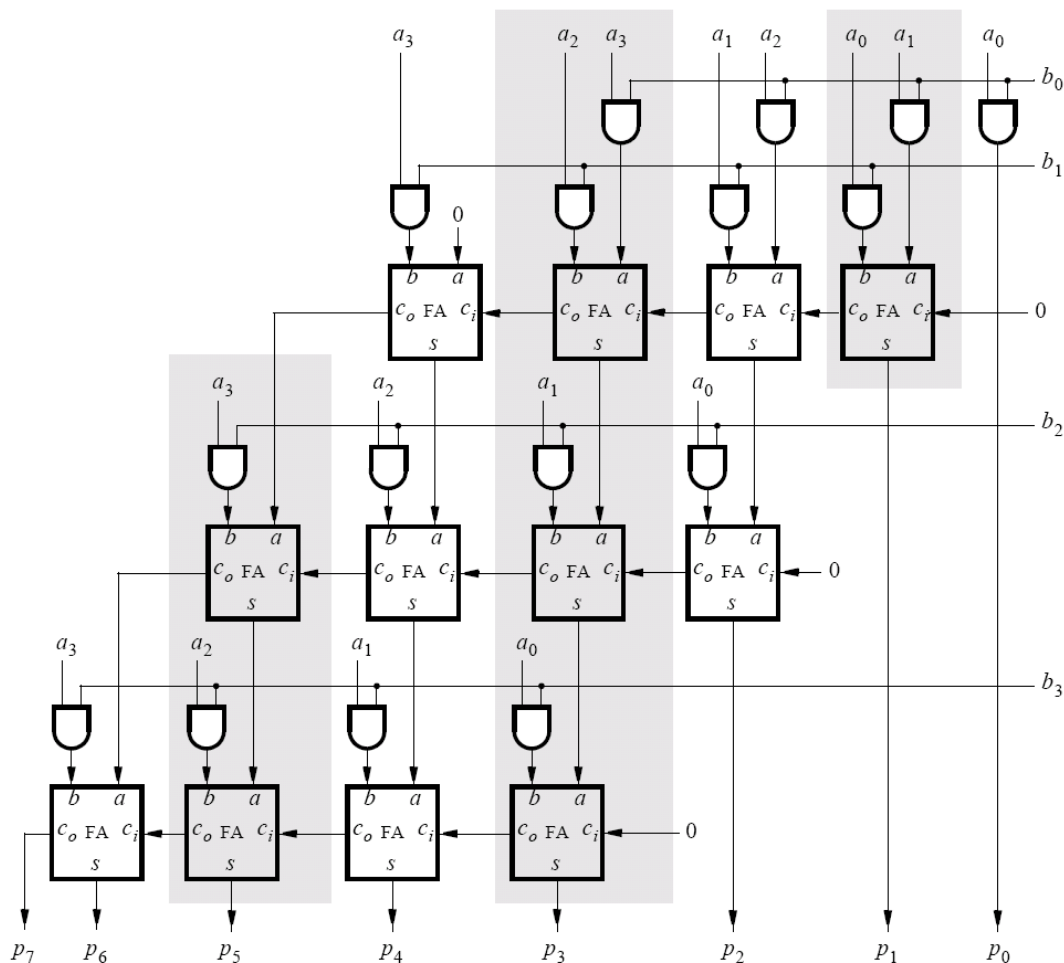 a₃ a₂ a₃ a₁ a₂ a₀ a₁ a₀
b₀
b₁
0
b a b a b a b a
cₒ FA cᵢ cₒ FA cᵢ cₒ FA cᵢ cₒ FA cᵢ 0
s s s s
a₃ a₂ a₁ a₀
b₂
b a b a b a b a
cₒ FA cᵢ cₒ FA cᵢ cₒ FA cᵢ cₒ FA cᵢ 0
s s s s
a₃ a₂ a₁ a₀
b₃
b a b a b a b a
cₒ FA cᵢ cₒ FA cᵢ cₒ FA cᵢ cₒ FA cᵢ 0
s s s s
p₇ p₆ p₅ p₄ p₃ p₂ p₁ p₀